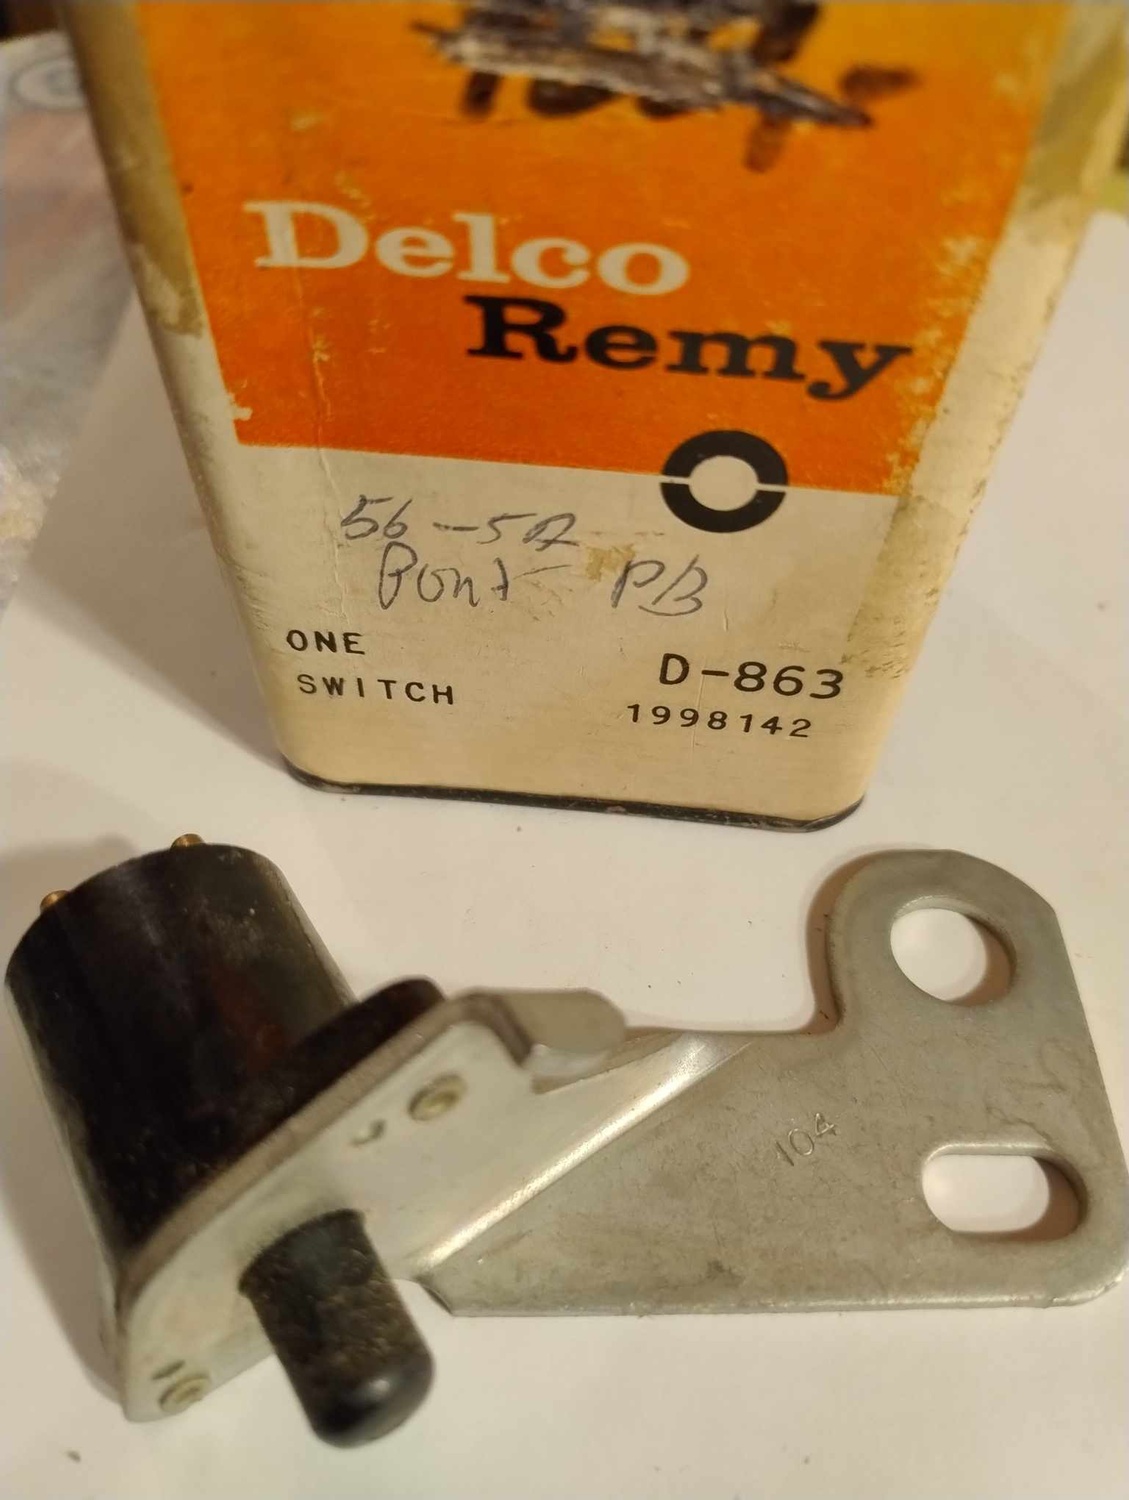 Delco
Remy
56-57
Pont PB
ONE
SWITCH
D-863
1998142
104